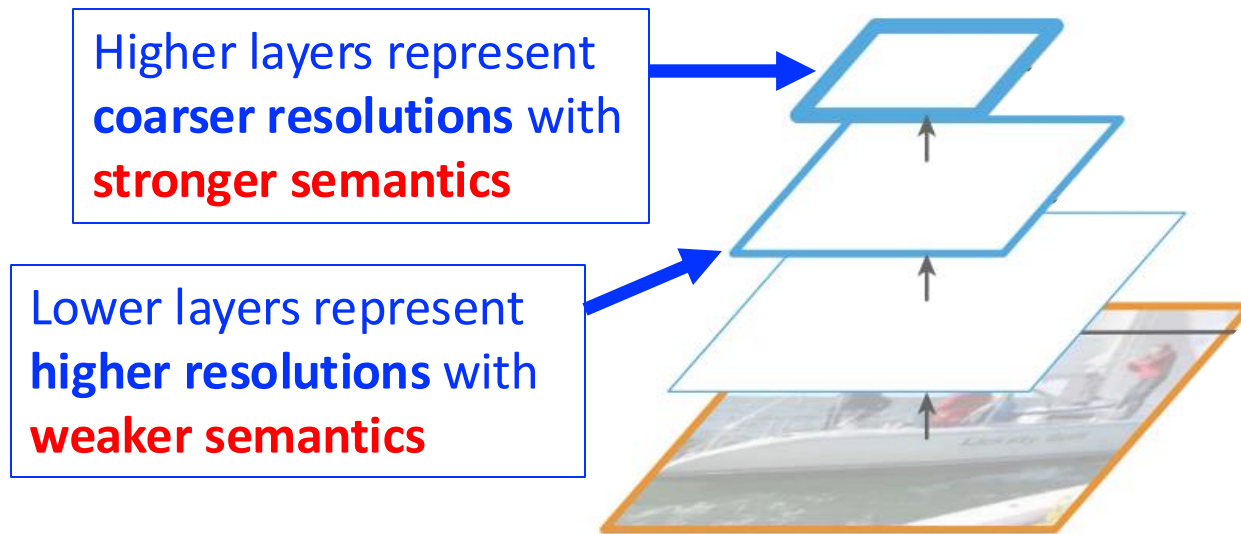 Higher layers represent
coarser resolutions with
stronger semantics
Lower layers represent
higher resolutions with
weaker semantics